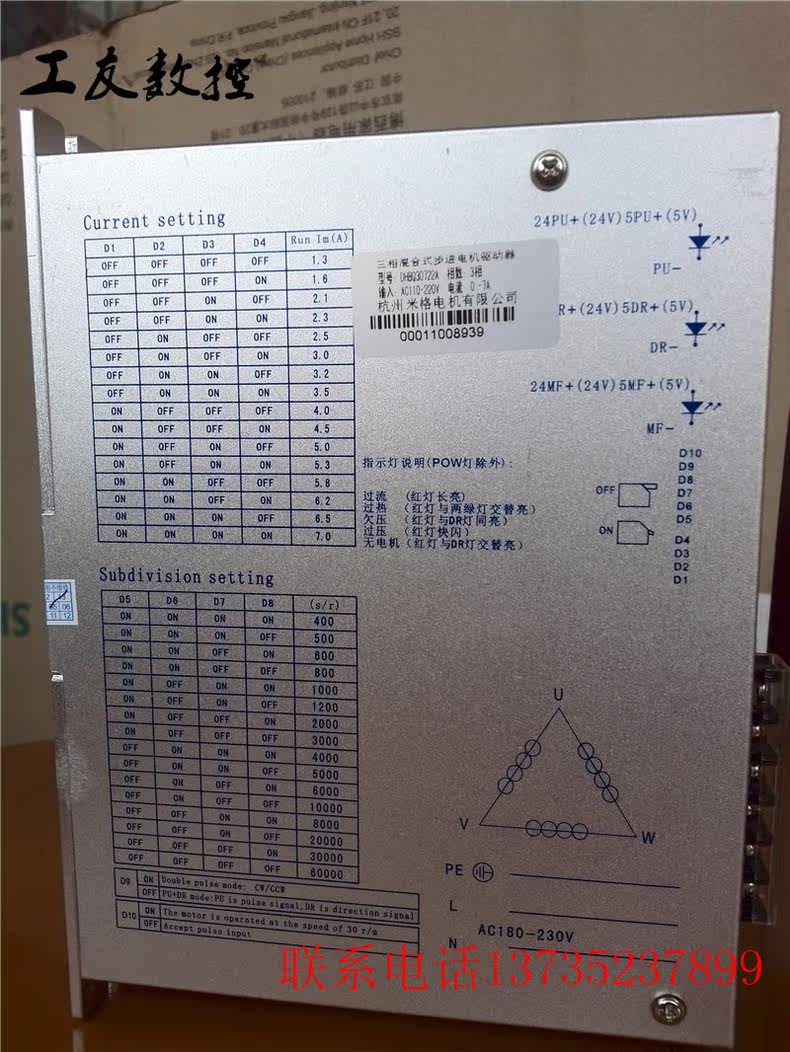 工友数控
Current setting
D1 D2 D3 D4 Run Im(A)
OFF OFF OFF OFF 1.3
OFF OFF OFF ON 1.6
OFF OFF ON OFF 2.1
OFF OFF ON ON 2.3
OFF ON OFF OFF 2.5
OFF ON OFF ON 3.0
OFF ON ON OFF 3.2
OFF ON ON ON 3.5
ON OFF OFF OFF 4.0
ON OFF OFF ON 4.5
ON OFF ON OFF 5.0
ON OFF ON ON 5.3
ON ON OFF OFF 5.8
ON ON OFF ON 6.2
ON ON ON OFF 6.5
ON ON ON ON 7.0
三相混合式步进电机驱动器
型号: DHBQ30722A 相数: 3相
输入: AC110-220V 电流: 0.-7A
杭州米格电机有限公司
00011008939
24PU+(24V)5PU+(5V)
PU-
R+(24V)5DR+(5V)
DR-
24MF+(24V)5MF+(5V)
MF-
指示灯说明(POW灯除外):
过流 (红灯长亮)
过热 (红灯与两绿灯交替亮)
欠压 (红灯与DR灯同亮)
过压 (红灯快闪)
无电机(红灯与DR灯交替亮)
OFF
ON
D10
D9
D8
D7
D6
D5
D4
D3
D2
D1
Subdivision setting
D5 D6 D7 D8 (s/r)
ON ON ON ON 400
ON ON ON OFF 500
ON ON OFF ON 600
ON ON OFF OFF 800
ON OFF ON ON 1000
ON OFF ON OFF 1200
ON OFF OFF ON 2000
ON OFF OFF OFF 3000
OFF ON ON ON 4000
OFF ON ON OFF 5000
OFF ON OFF ON 6000
OFF ON OFF OFF 10000
OFF OFF ON ON 8000
OFF OFF ON OFF 20000
OFF OFF OFF ON 30000
OFF OFF OFF OFF 60000
D9 ON Double pulse mode: CW/CCW
OFF PU+DR mode:PU is pulse signal,DR is direction signal
D10 ON The motor is operated at the speed of 30 r/m
OFF Accept pulse input
U
V
W
PE
L
AC180-230V
N
联系电话13735237899